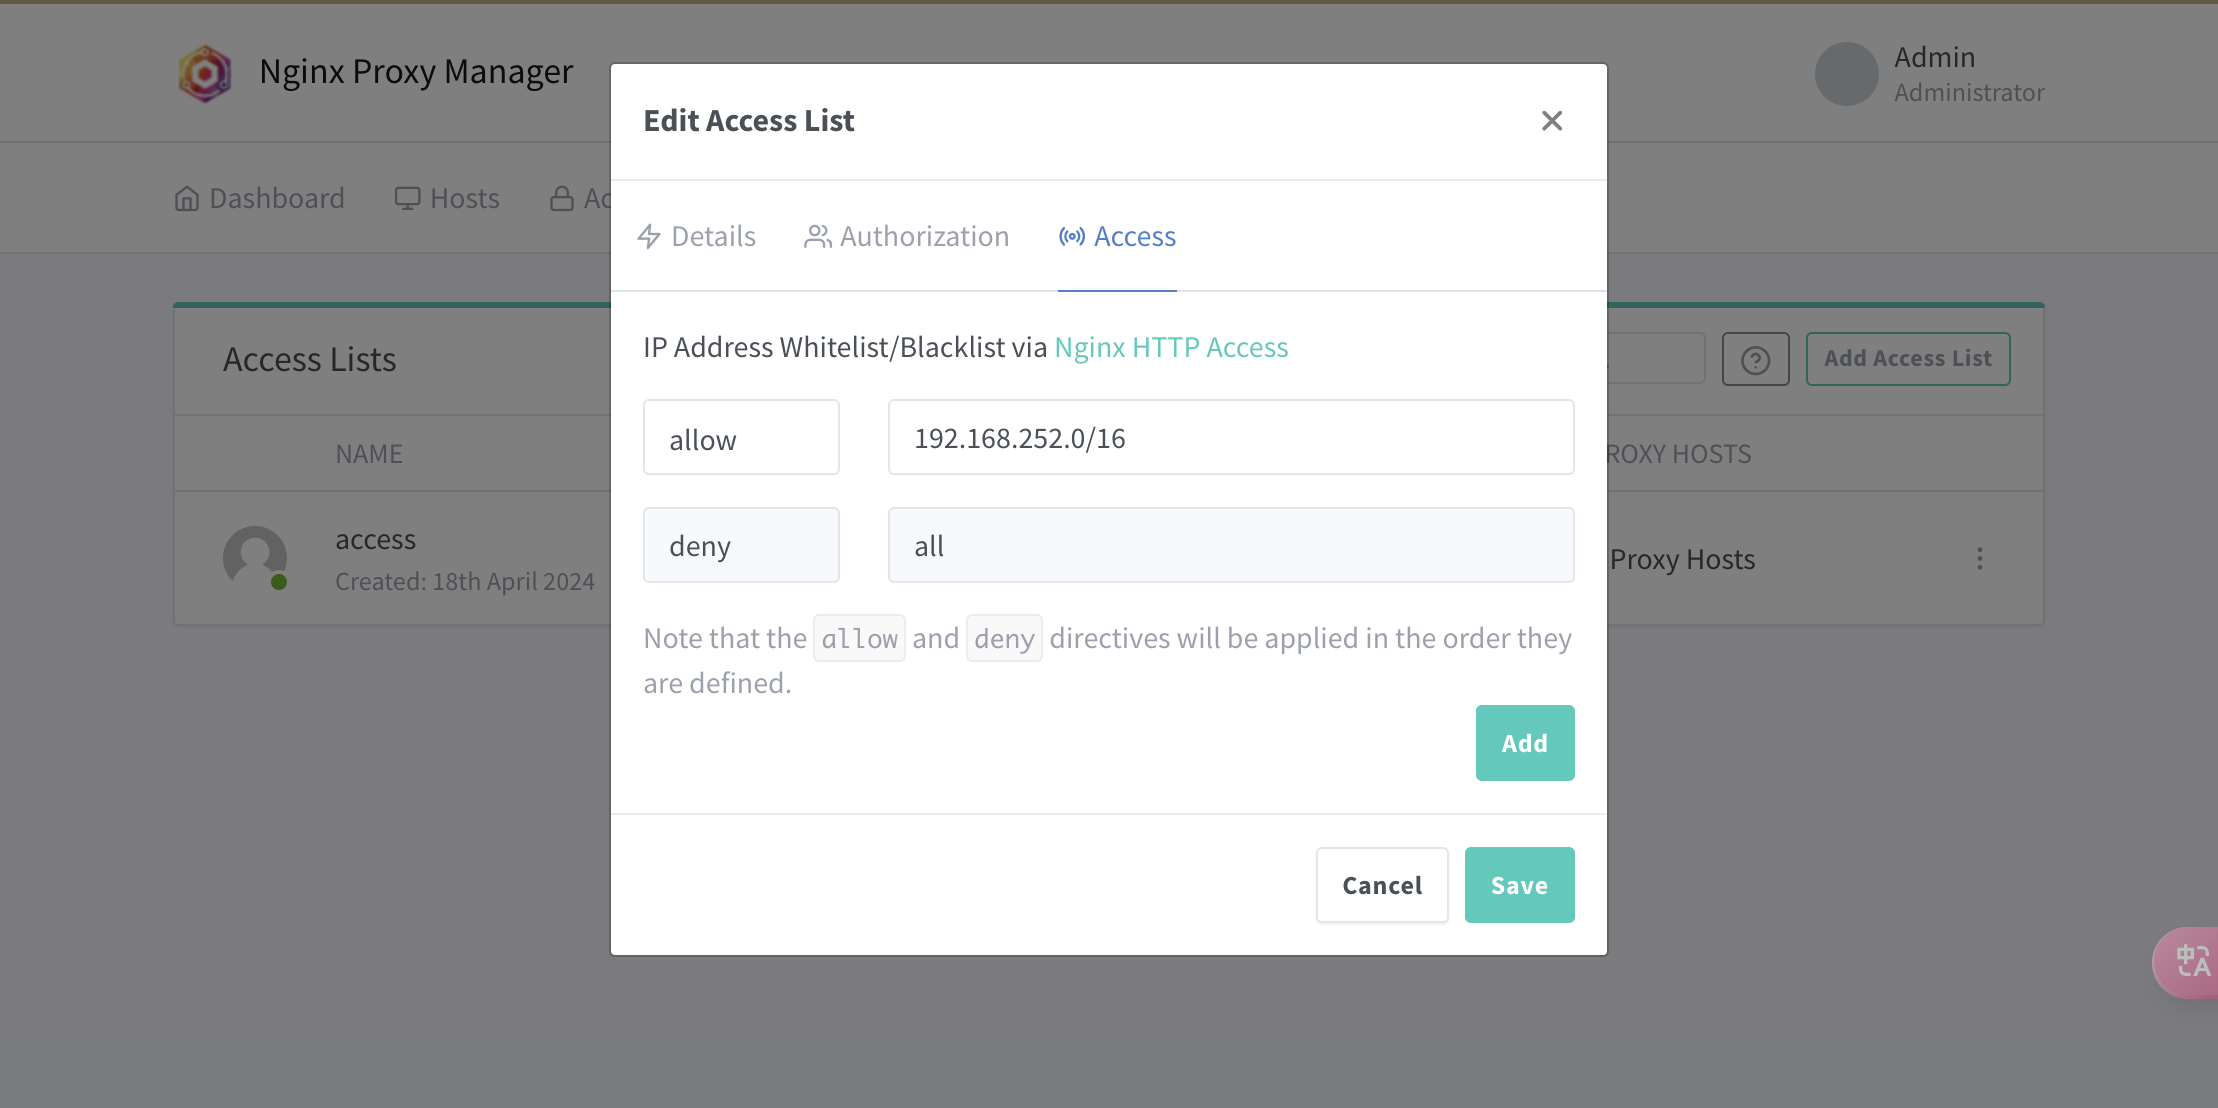 Nginx Proxy Manager
Admin
Administrator
Dashboard
Hosts
Edit Access List
Details
Authorization
Access
Access Lists
Add Access List
IP Address Whitelist/Blacklist via Nginx HTTP Access
allow
192.168.252.0/16
NAME
ROXY HOSTS
deny
all
access
Created: 18th April 2024
Proxy Hosts
Note that the allow and deny directives will be applied in the order they
are defined.
Add
Cancel
Save
中A